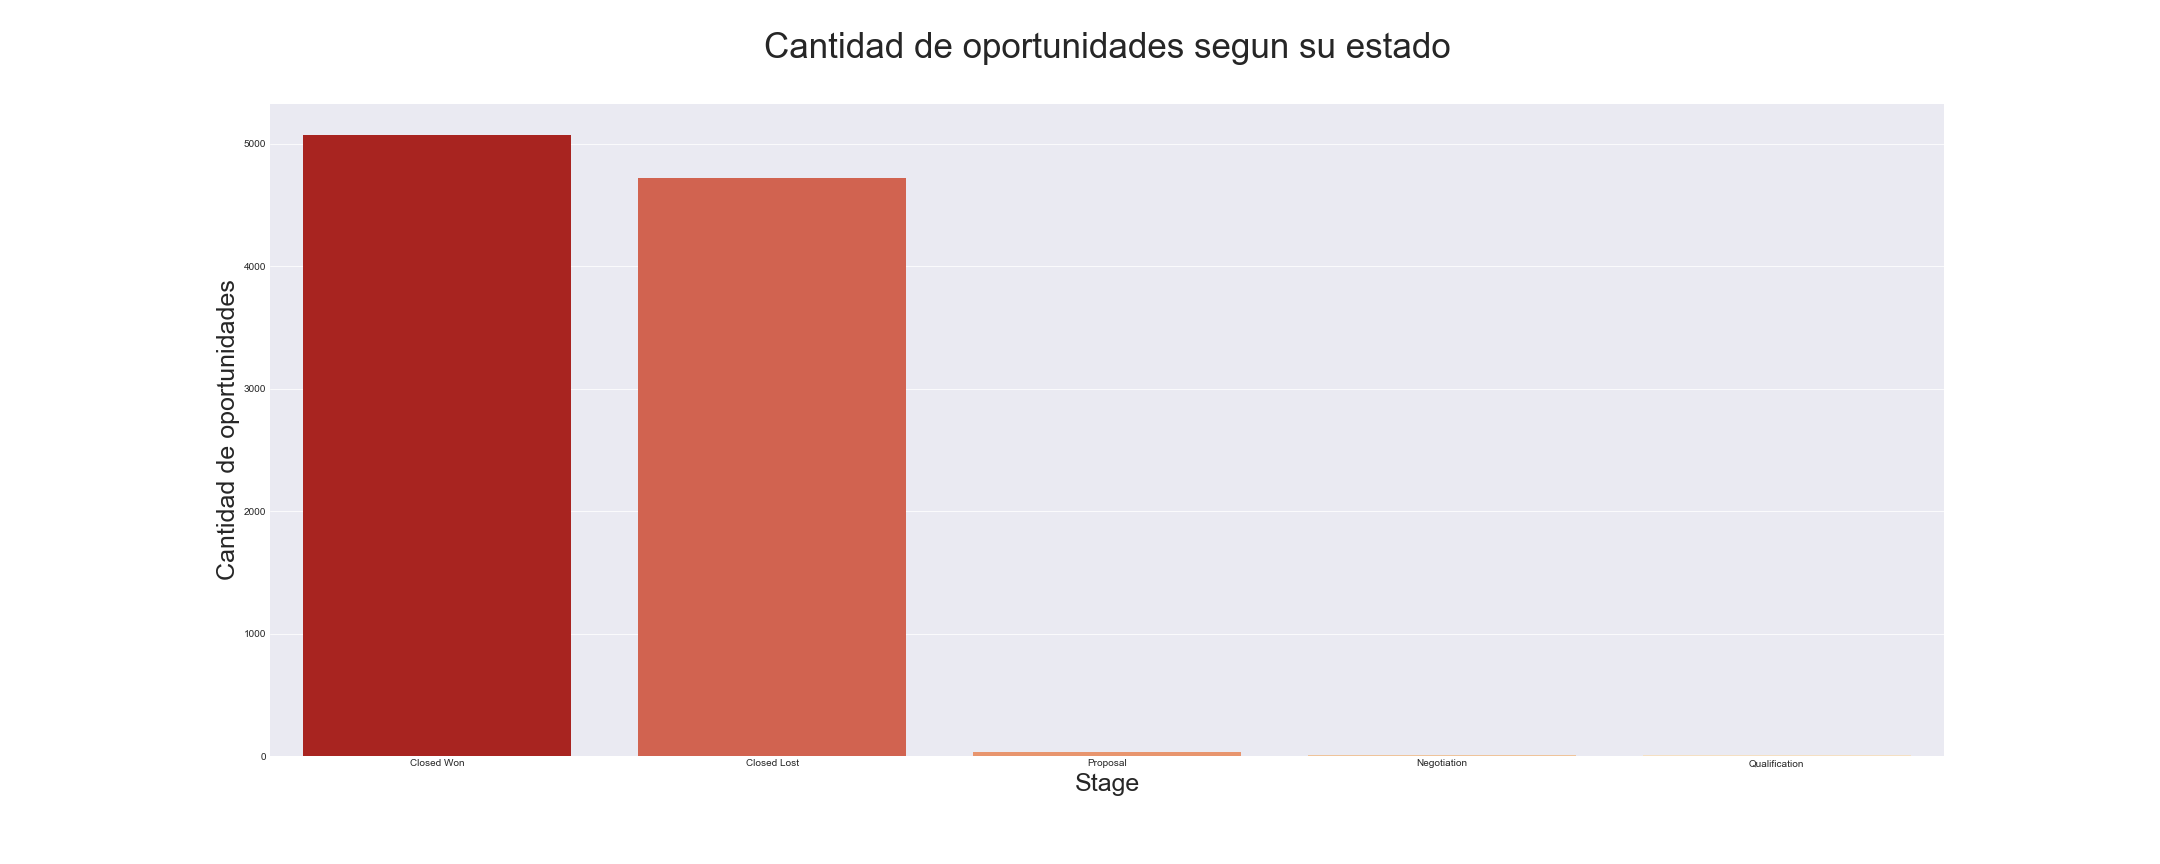 Cantidad de oportunidades segun su estado
Cantidad de oportunidades
5000
4000
3000
2000
1000
0
Closed Won
Closed Lost
Proposal
Negotiation
Qualification
Stage